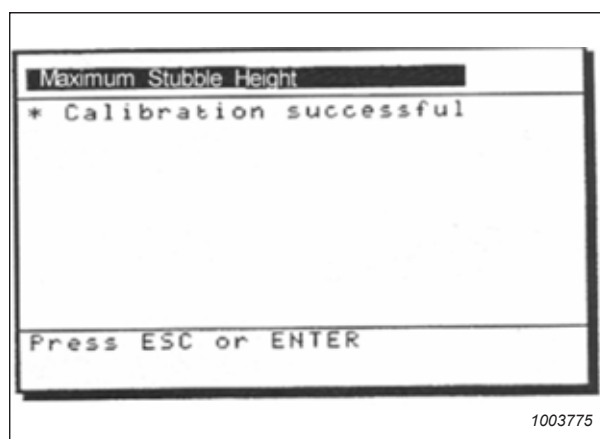 Maximum Stubble Height
* Calibration successful
Press ESC or ENTER
1003775